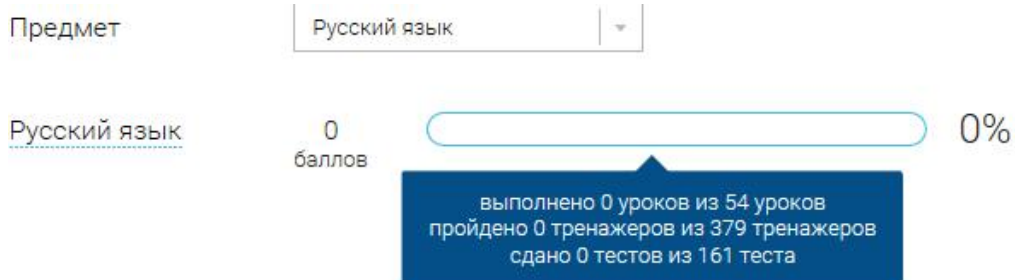 Предмет
Русский язык
Русский язык
0
баллов
0%
выполнено 0 уроков из 54 уроков
пройдено 0 тренажеров из 379 тренажеров
сдано 0 тестов из 161 теста